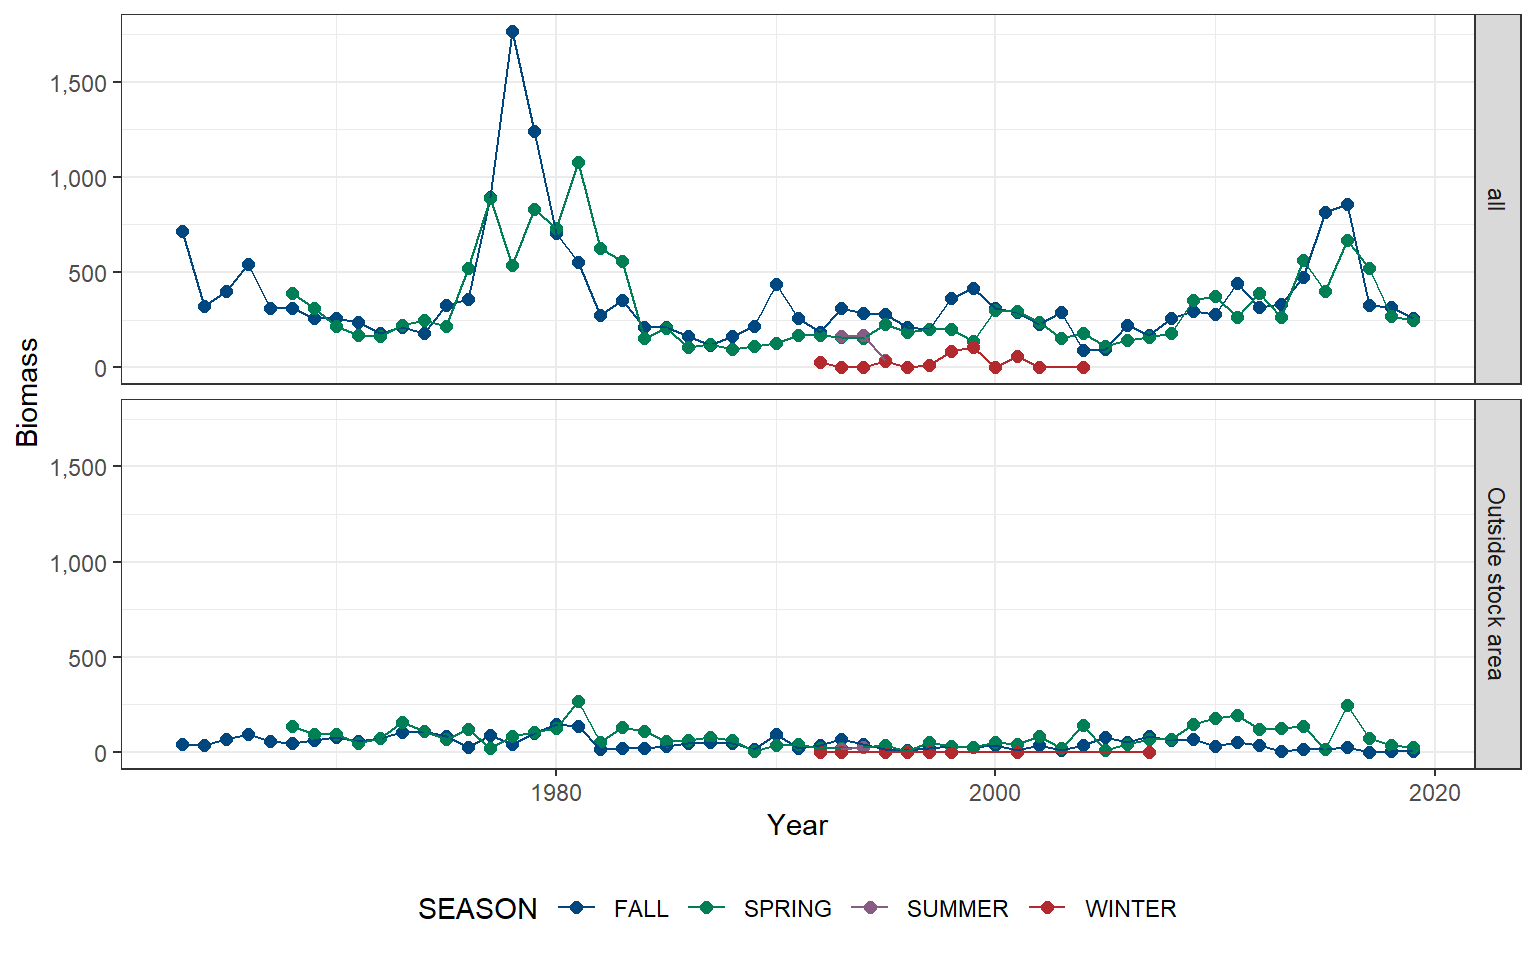 1,500
1,000
500
0
all
1,500
1,000
500
0
Outside stock area
Biomass
1980
2000
2020
Year
SEASON FALL SPRING SUMMER WINTER